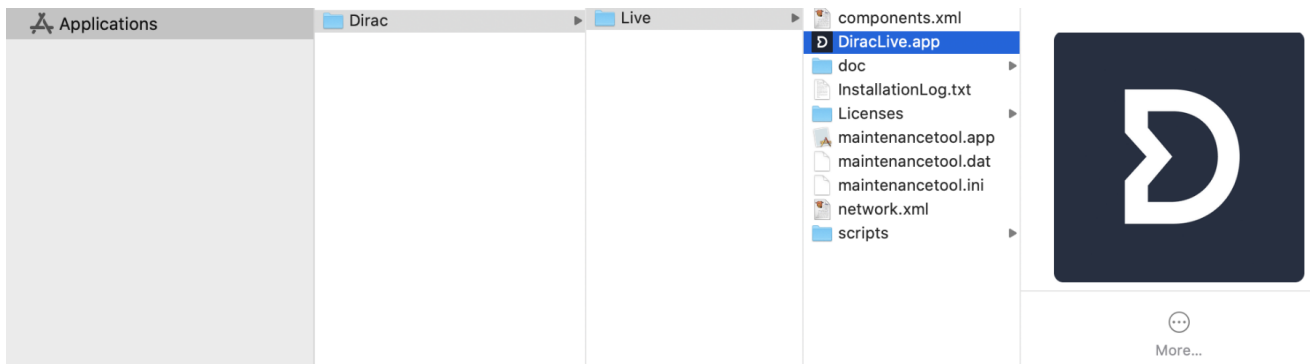 Applications
Dirac
Live
components.xml
DiracLive.app
doc
InstallationLog.txt
Licenses
maintenancetool.app
maintenancetool.dat
maintenancetool.ini
network.xml
scripts
More...